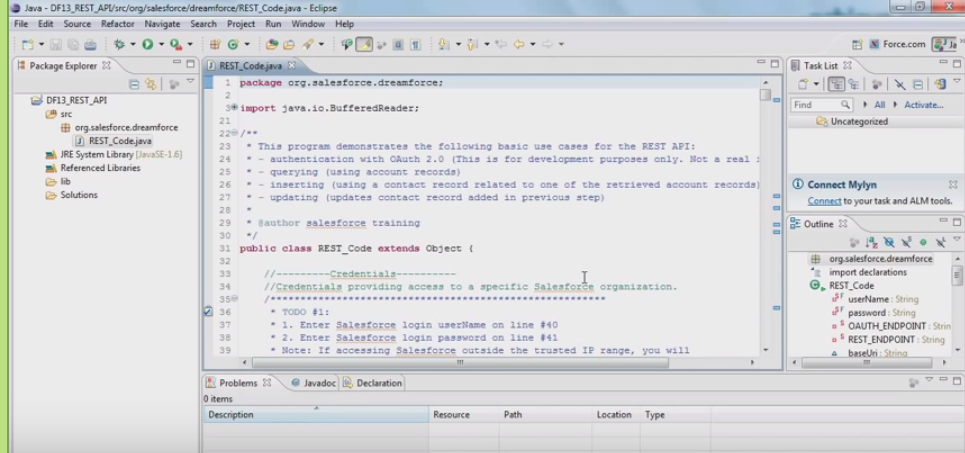 Java - DF13_REST_API/src/org/salesforce/dreamforce/REST_Code.java - Eclipse
File Edit Source Refactor Navigate Search Project Run Window Help
Force.com Ja
Package Explorer
DF13_REST_API
src
org.salesforce.dreamforce
REST_Code.java
JRE System Library [JavaSE-1.6]
Referenced Libraries
lib
Solutions
REST_Code.java
1 package org.salesforce.dreamforce;
2
3 import java.io.BufferedReader;
21
22 /**
23 * This program demonstrates the following basic use cases for the REST API:
24 * - authentication with OAuth 2.0 (This is for development purposes only. Not a real
25 * - querying (using account records)
26 * - inserting (using a contact record related to one of the retrieved account records)
27 * - updating (updates contact record added in previous step)
28 *
29 * @author salesforce training
30 */
31 public class REST_Code extends Object {
32
33 //---------Credentials----------
34 //Credentials providing access to a specific Salesforce organization.
35 /*******************************************************
36 * TODO #1:
37 * 1. Enter Salesforce login userName on line #40
38 * 2. Enter Salesforce login password on line #41
39 * Note: If accessing Salesforce outside the trusted IP range, you will
Task List
Find All Activate...
Uncategorized
Connect Mylyn
Connect to your task and ALM tools.
Outline
org.salesforce.dreamforce
import declarations
REST_Code
userName : String
password : String
OAUTH_ENDPOINT : Strin
REST_ENDPOINT : String
baseUri : String
Problems Javadoc Declaration
0 items
Description Resource Path Location Type